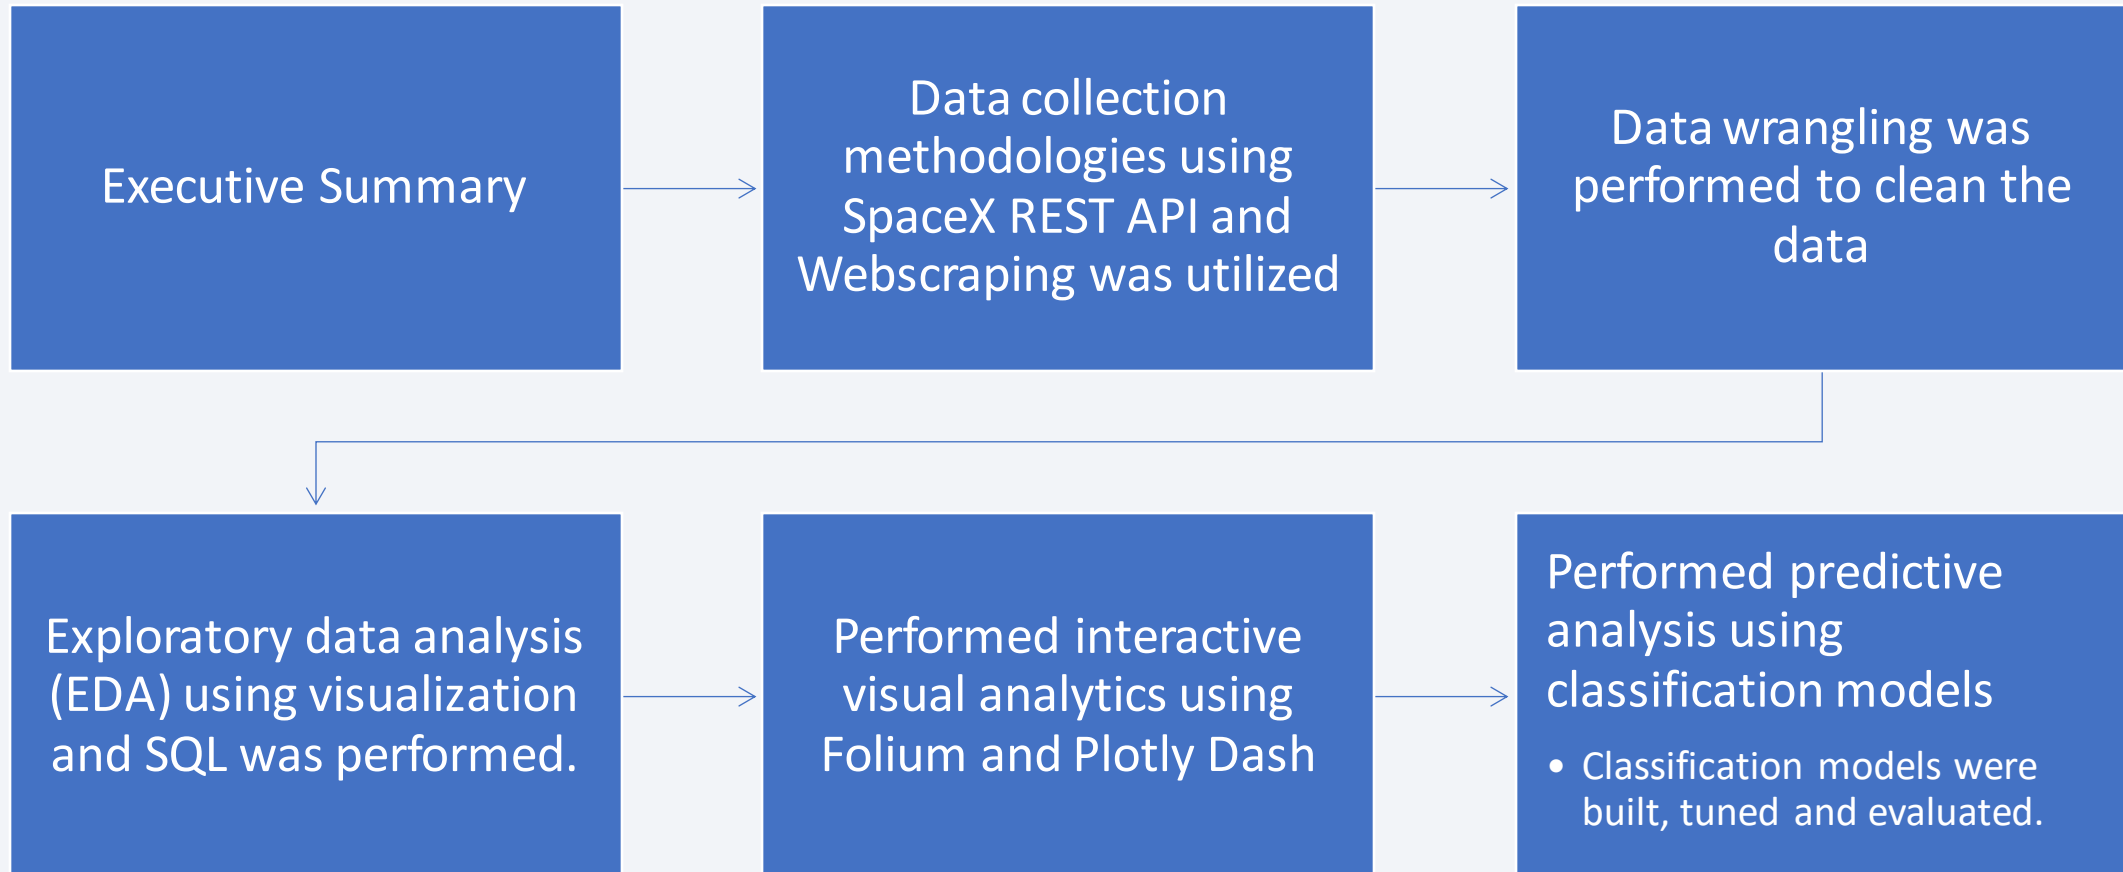 Executive Summary
Data collection
methodologies using
SpaceX REST API and
Webscraping was utilized
Data wrangling was
performed to clean the
data
Exploratory data analysis
(EDA) using visualization
and SQL was performed.
Performed interactive
visual analytics using
Folium and Plotly Dash
Performed predictive
analysis using
classification models
• Classification models were
built, tuned and evaluated.